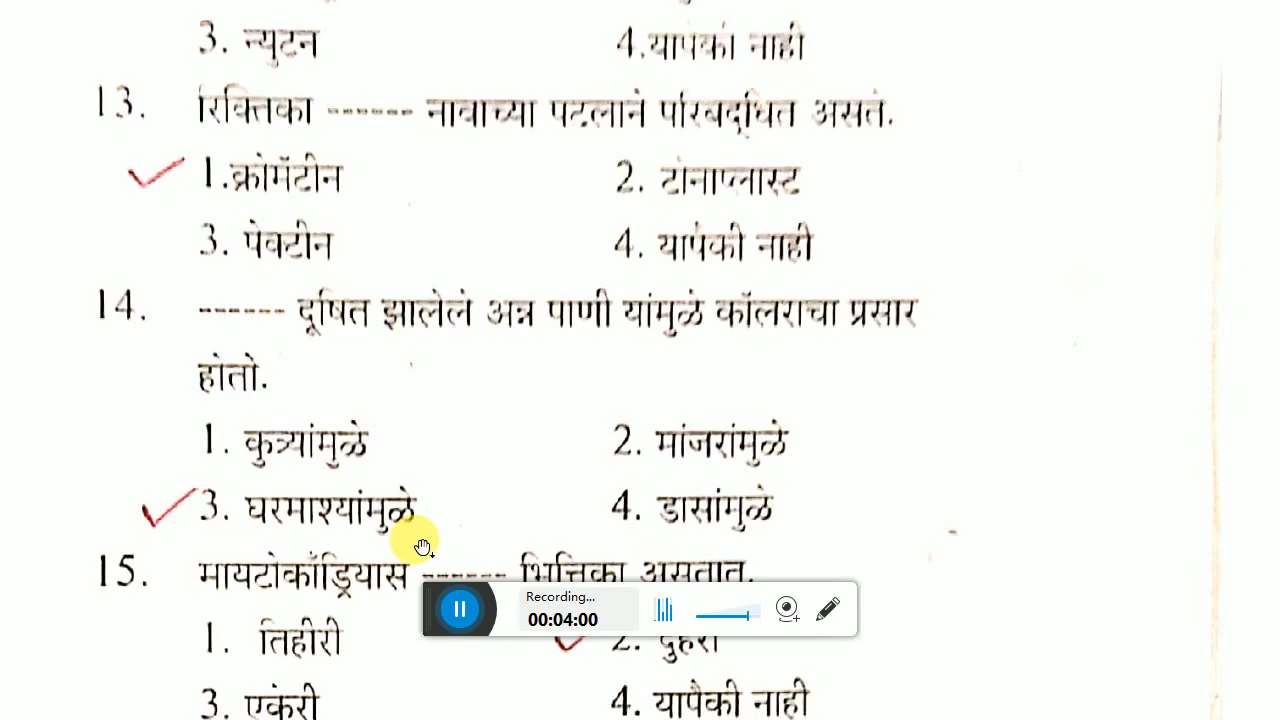 3. न्युटन 4.यापैकी नाही
13. रिक्तिका ------ नावाच्या पटलाने परिबद्धित असते.
1.क्रोमॅटीन 2. टोनाप्लास्ट
3. पेक्टीन 4. यापैकी नाही
14. ------ दूषित झालेले अन्न पाणी यांमुळे कॉलराचा प्रसार
होतो.
1. कुत्र्यांमुळे 2. मांजरांमुळे
3. घरमाश्यांमुळे 4. डासांमुळे
15. मायटोकॉंड्रियास ------ भित्तिका असतात.
Recording...
00:04:00
1. तिहीरी 2. दुहेरी
3. एकेरी 4. यापैकी नाही